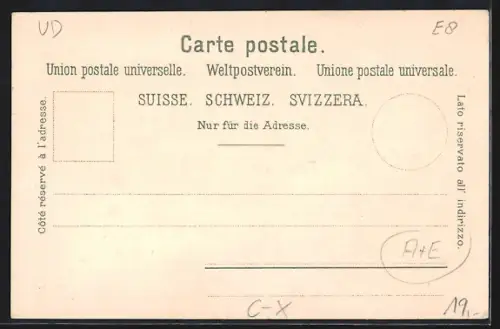 UD E8
Carte postale.
Union postale universelle. Weltpostverein. Unione postale universale.
SUISSE. SCHWEIZ. SVIZZERA.
Nur für die Adresse.
Côté réservé à l'adresse.
Lato riservato all' indirizzo.
A+E
C-X
19,-